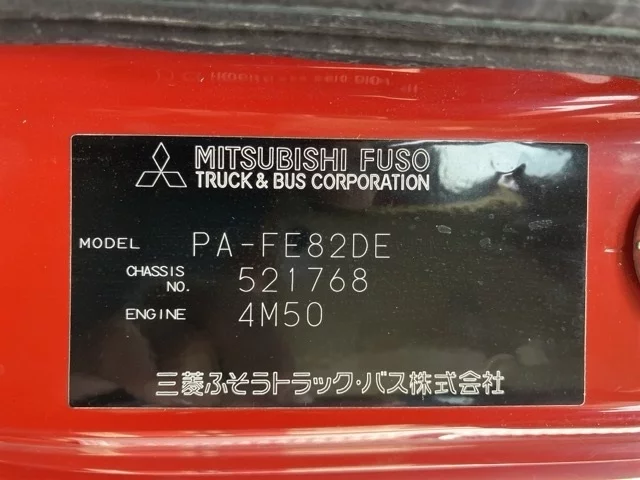 MITSUBISHI FUSO
TRUCK & BUS CORPORATION
MODEL PA-FE82DE
CHASSIS NO. 521768
ENGINE 4M50
三菱ふそうトラック・バス株式会社